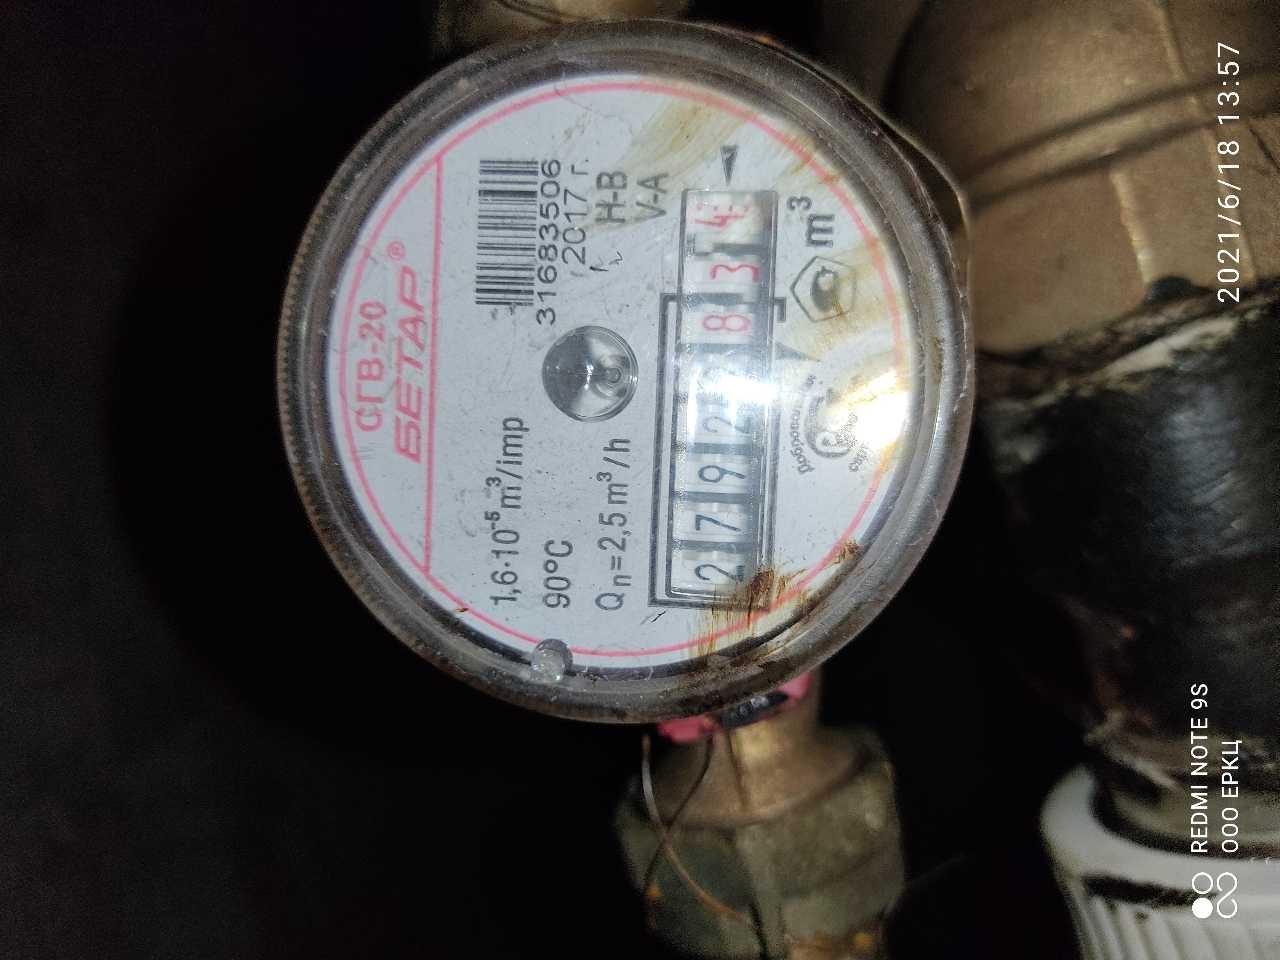 СГВ-20
БЕТАР®
31683506
2017 г.
H-B
V-A
1,6·10⁻⁵ m³/imp
90°C
Qn=2,5 m³/h
m³
REDMI NOTE 9S
ООО ЕРКЦ
2021/6/18 13:57